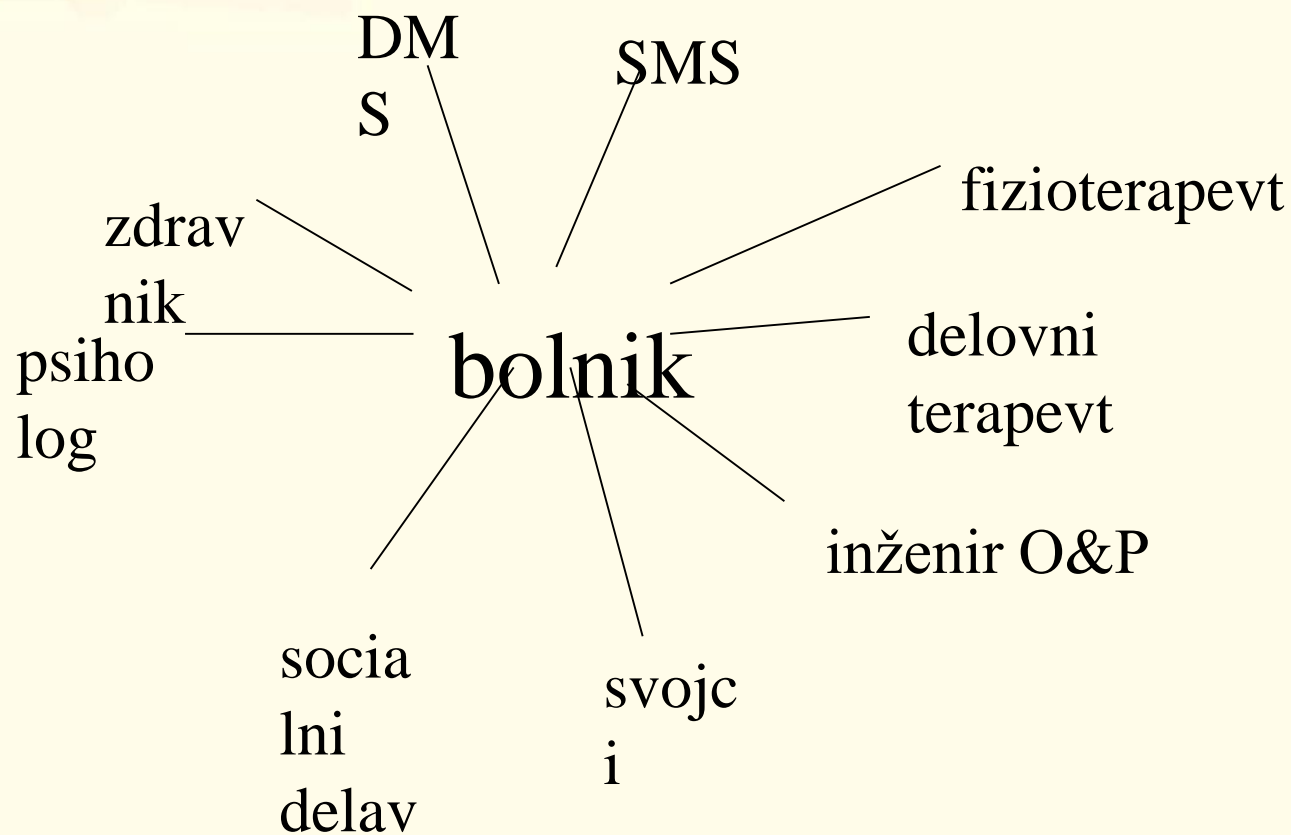 DM
S
SMS
fizioterapevt
zdrav
nik
psiho
log
bolnik
delovni
terapevt
inženir O&P
socia
lni
delav
svojc
i